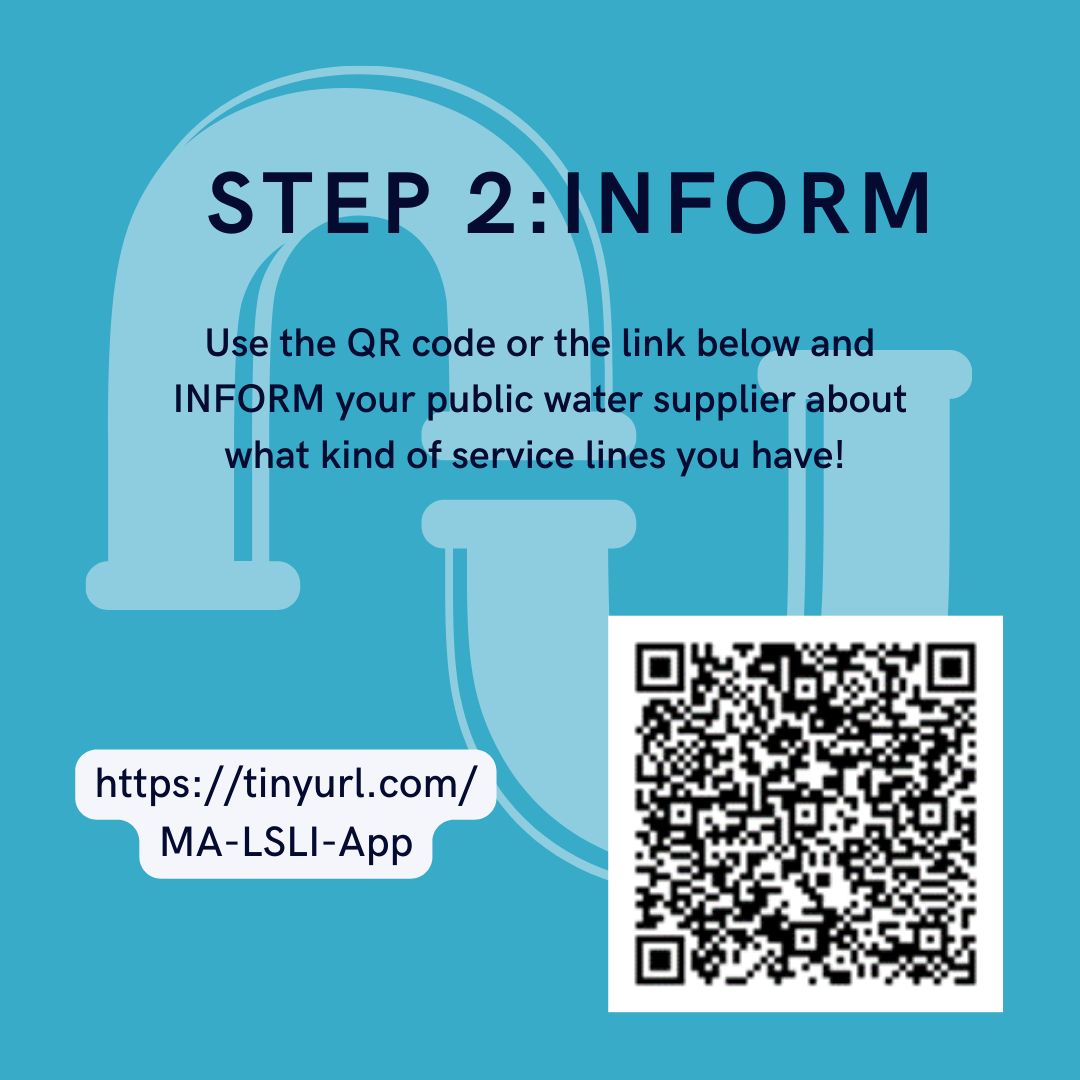 STEP 2:INFORM
Use the QR code or the link below and
INFORM your public water supplier about
what kind of service lines you have!
https://tinyurl.com/
MA-LSLI-App